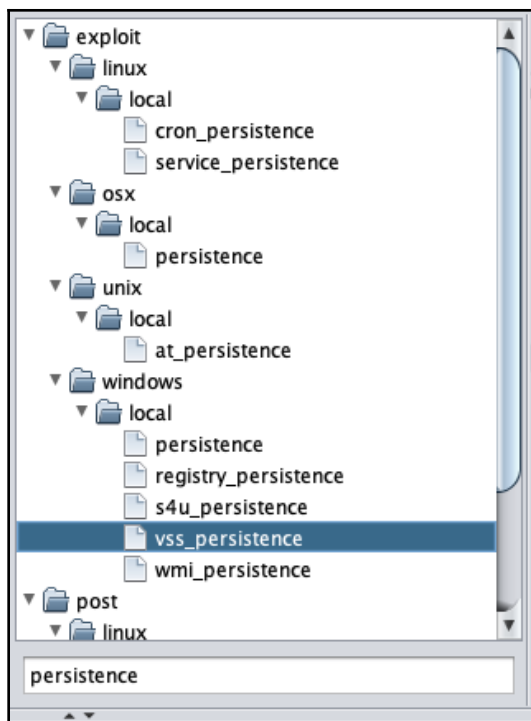 exploit
linux
local
cron_persistence
service_persistence
osx
local
persistence
unix
local
at_persistence
windows
local
persistence
registry_persistence
s4u_persistence
vss_persistence
wmi_persistence
post
linux
persistence